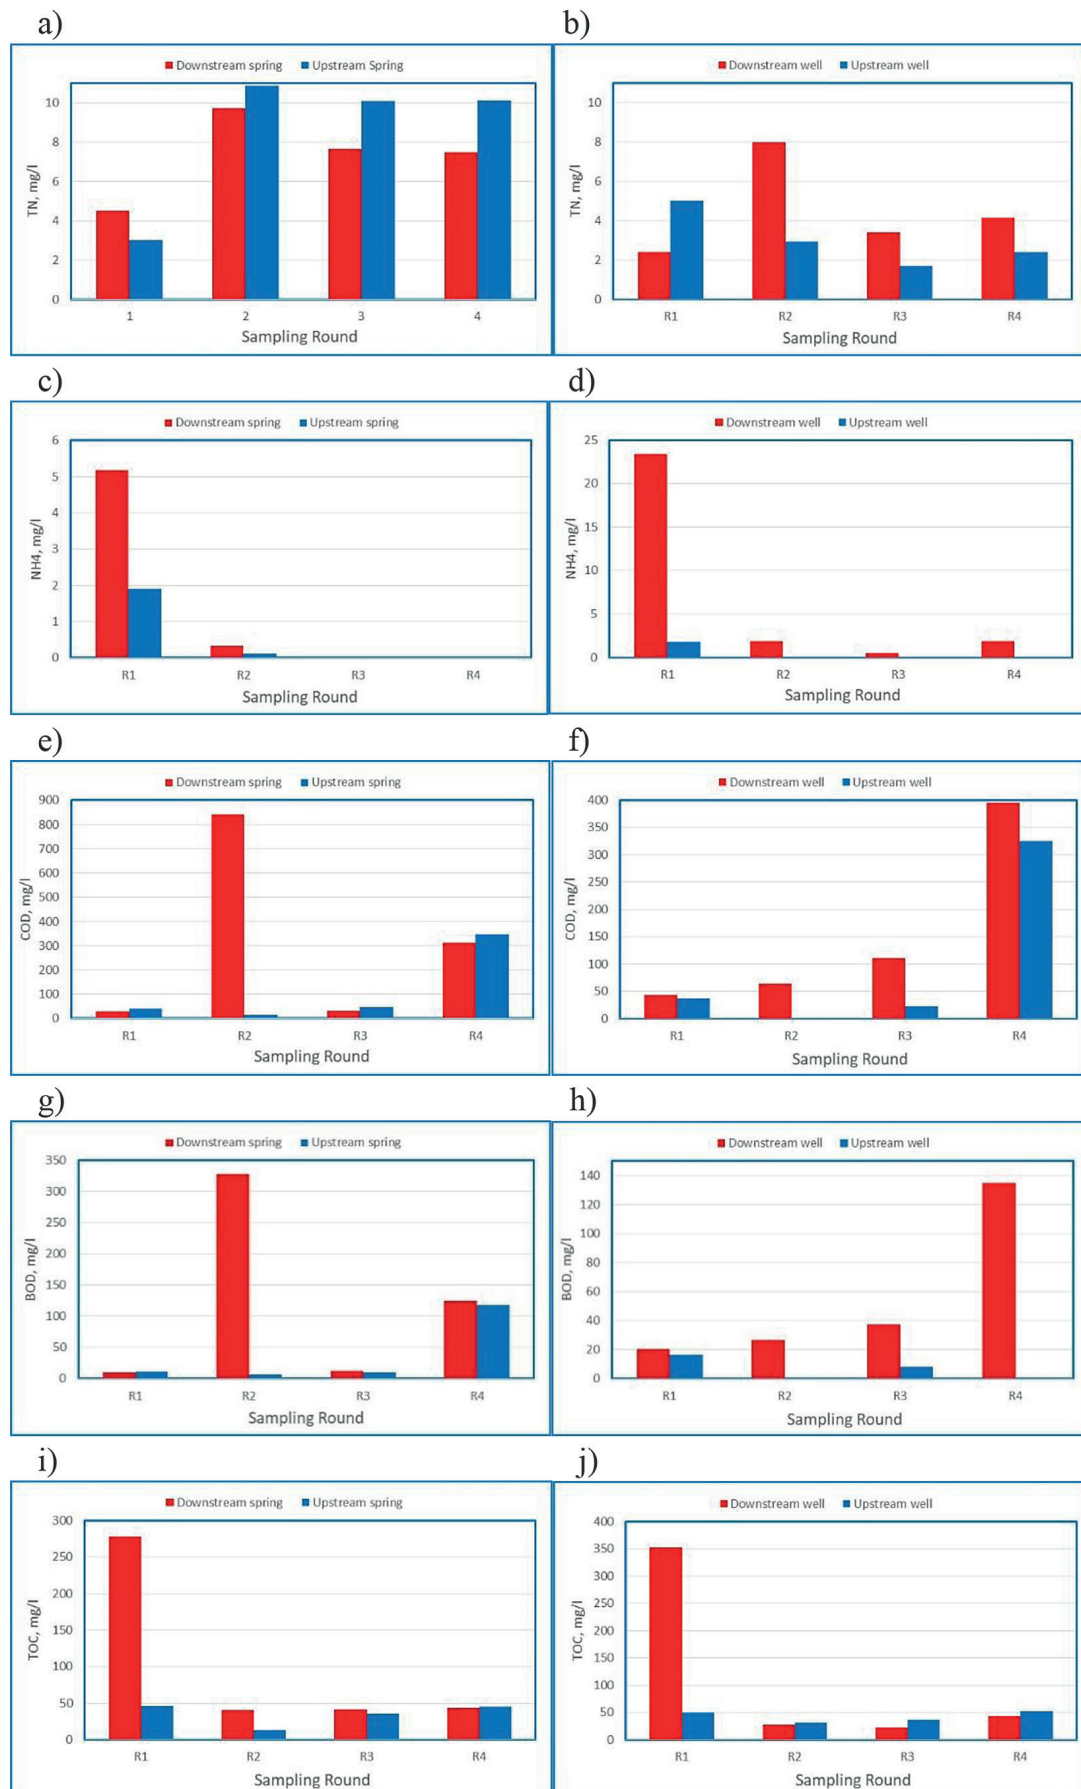 a)
Downstream spring Upstream Spring
10
8
6
4
2
0
TN, mg/l
1 2 3 4
Sampling Round
b)
Downstream well Upstream well
10
8
6
4
2
0
TN, mg/l
R1 R2 R3 R4
Sampling Round
c)
Downstream spring Upstream spring
6
5
4
3
2
1
0
NH4, mg/l
R1 R2 R3 R4
Sampling Round
d)
Downstream well Upstream well
25
20
15
10
5
0
NH4, mg/l
R1 R2 R3 R4
Sampling Round
e)
Downstream spring Upstream spring
900
800
700
600
500
400
300
200
100
0
COD, mg/l
R1 R2 R3 R4
Sampling Round
f)
Downstream well Upstream well
400
350
300
250
200
150
100
50
0
COD, mg/l
R1 R2 R3 R4
Sampling Round
g)
Downstream spring Upstream spring
350
300
250
200
150
100
50
0
BOD, mg/l
R1 R2 R3 R4
Sampling Round
h)
Downstream well Upstream well
140
120
100
80
60
40
20
0
BOD, mg/l
R1 R2 R3 R4
Sampling Round
i)
Downstream spring Upstream spring
300
250
200
150
100
50
0
TOC, mg/l
R1 R2 R3 R4
Sampling Round
j)
Downstream well Upstream well
400
350
300
250
200
150
100
50
0
TOC, mg/l
R1 R2 R3 R4
Sampling Round